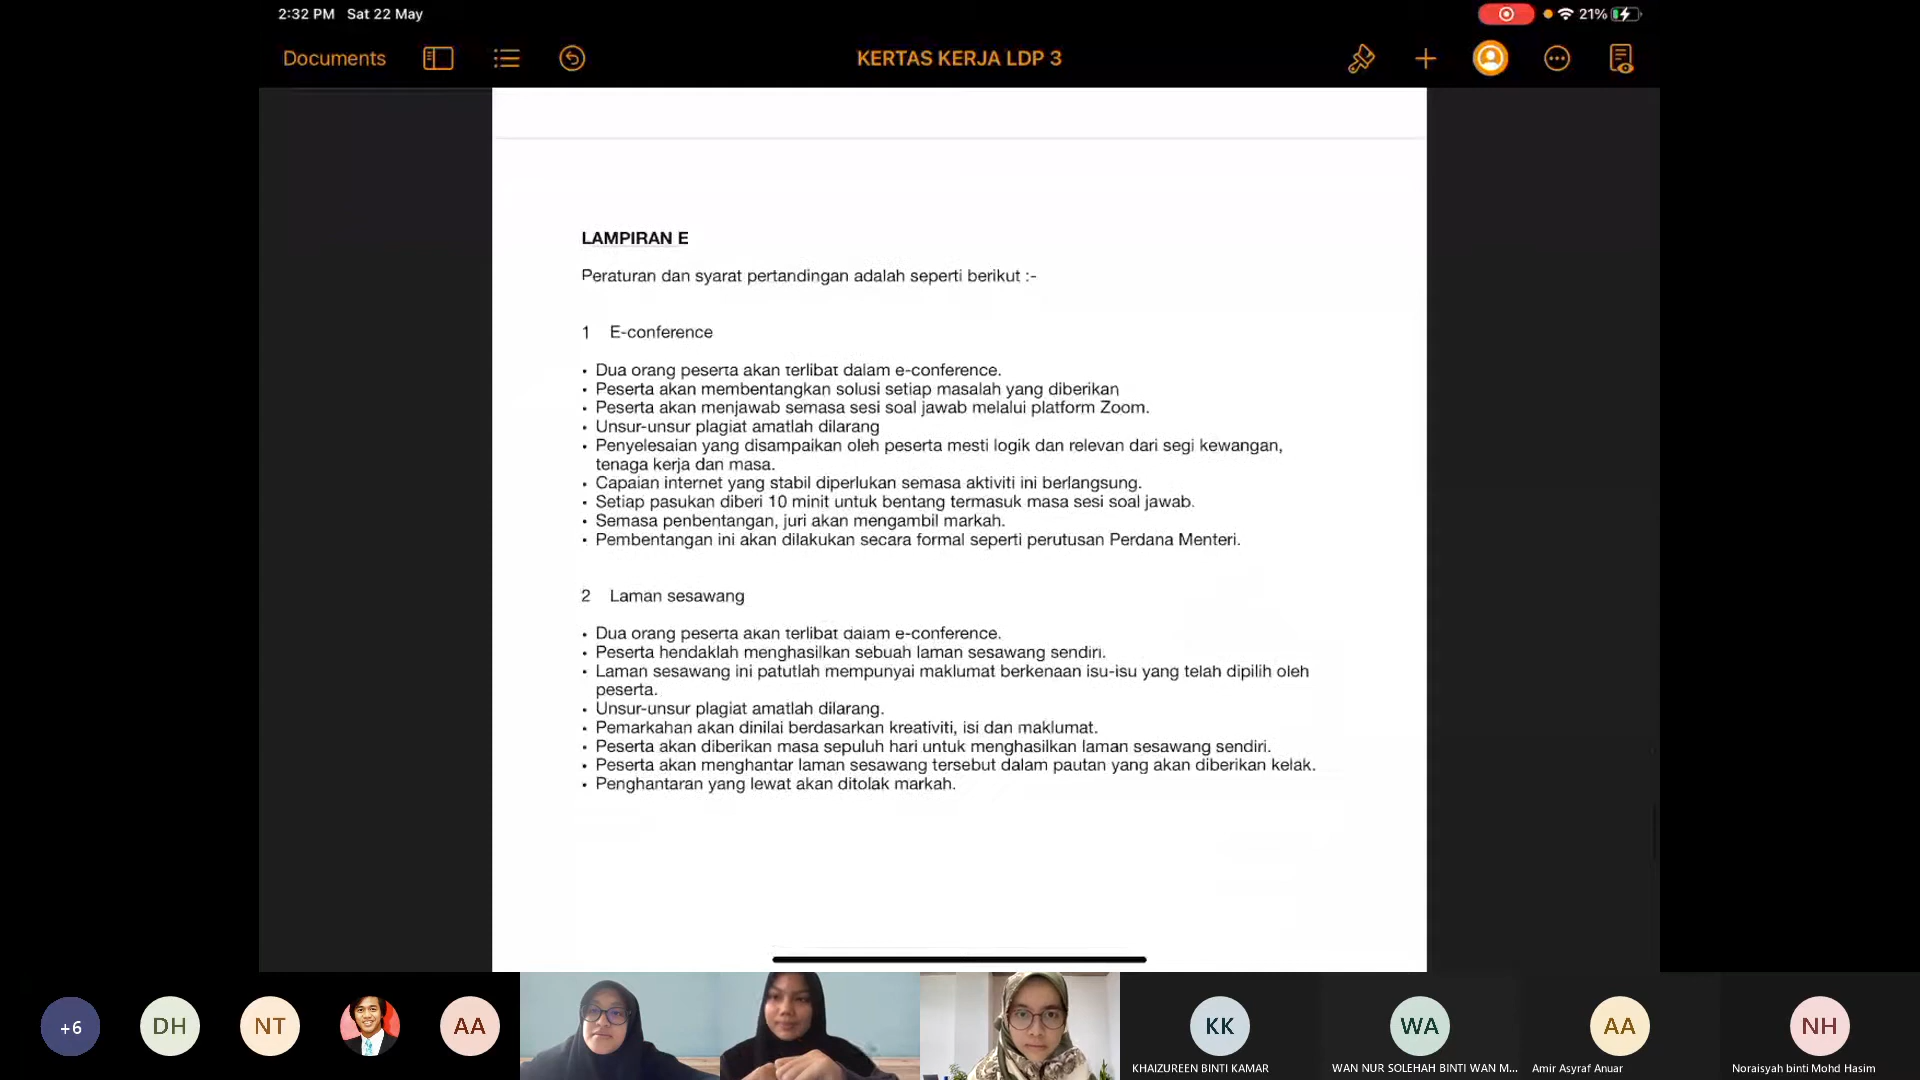 2:32 PM Sat 22 May
21%
Documents
KERTAS KERJA LDP 3
LAMPIRAN E
Peraturan dan syarat pertandingan adalah seperti berikut :-
1 E-conference
• Dua orang peserta akan terlibat dalam e-conference.
• Peserta akan membentangkan solusi setiap masalah yang diberikan
• Peserta akan menjawab semasa sesi soal jawab melalui platform Zoom.
• Unsur-unsur plagiat amatlah dilarang
• Penyelesaian yang disampaikan oleh peserta mesti logik dan relevan dari segi kewangan,
tenaga kerja dan masa.
• Capaian internet yang stabil diperlukan semasa aktiviti ini berlangsung.
• Setiap pasukan diberi 10 minit untuk bentang termasuk masa sesi soal jawab.
• Semasa penbentangan, juri akan mengambil markah.
• Pembentangan ini akan dilakukan secara formal seperti perutusan Perdana Menteri.
2 Laman sesawang
• Dua orang peserta akan terlibat dalam e-conference.
• Peserta hendaklah menghasilkan sebuah laman sesawang sendiri.
• Laman sesawang ini patutlah mempunyai maklumat berkenaan isu-isu yang telah dipilih oleh
peserta.
• Unsur-unsur plagiat amatlah dilarang.
• Pemarkahan akan dinilai berdasarkan kreativiti, isi dan maklumat.
• Peserta akan diberikan masa sepuluh hari untuk menghasilkan laman sesawang sendiri.
• Peserta akan menghantar laman sesawang tersebut dalam pautan yang akan diberikan kelak.
• Penghantaran yang lewat akan ditolak markah.
+6
DH
NT
AA
KK
WA
AA
NH
KHAIZUREEN BINTI KAMAR
WAN NUR SOLEHAH BINTI WAN M...
Amir Asyraf Anuar
Noraisyah binti Mohd Hasim